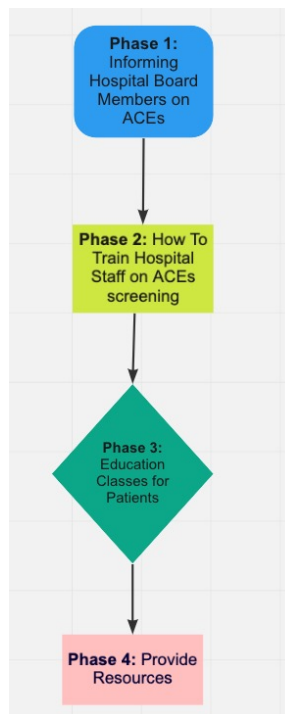 Phase 1:
Informing
Hospital Board
Members on
ACEs
Phase 2: How To
Train Hospital
Staff on ACEs
screening
Phase 3:
Education
Classes for
Patients
Phase 4: Provide
Resources